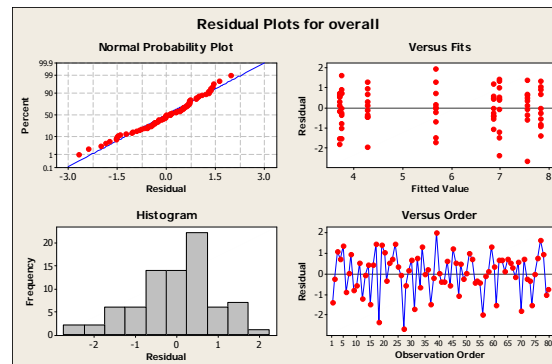 Residual Plots for overall
Normal Probability Plot
Versus Fits
99.9
99
90
50
10
1
0.1
Percent
-3.0 -1.5 0.0 1.5 3.0
Residual
2
1
0
-1
-2
Residual
4 5 6 7 8
Fitted Value
Histogram
Versus Order
20
15
10
5
0
Frequency
-2 -1 0 1 2
Residual
2
1
0
-1
-2
Residual
1 5 10 15 20 25 30 35 40 45 50 55 60 65 70 75 80
Observation Order